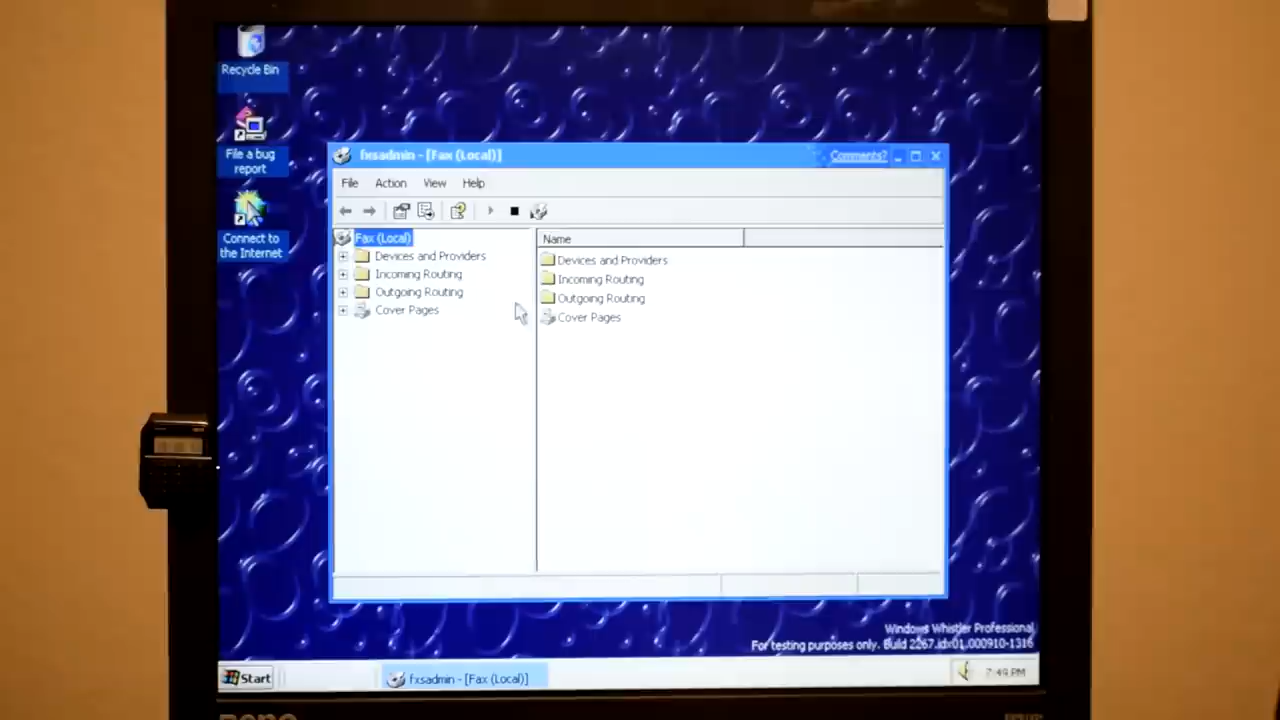 Recycle Bin
File a bug
report
Connect to
the Internet
fxsadmin - [Fax (Local)]
Comments?
File Action View Help
Fax (Local)
Devices and Providers
Incoming Routing
Outgoing Routing
Cover Pages
Name
Devices and Providers
Incoming Routing
Outgoing Routing
Cover Pages
Windows Whistler Professional
For testing purposes only. Build 2267.idx01.000910-1316
Start
fxsadmin - [Fax (Local)]
7:49 PM